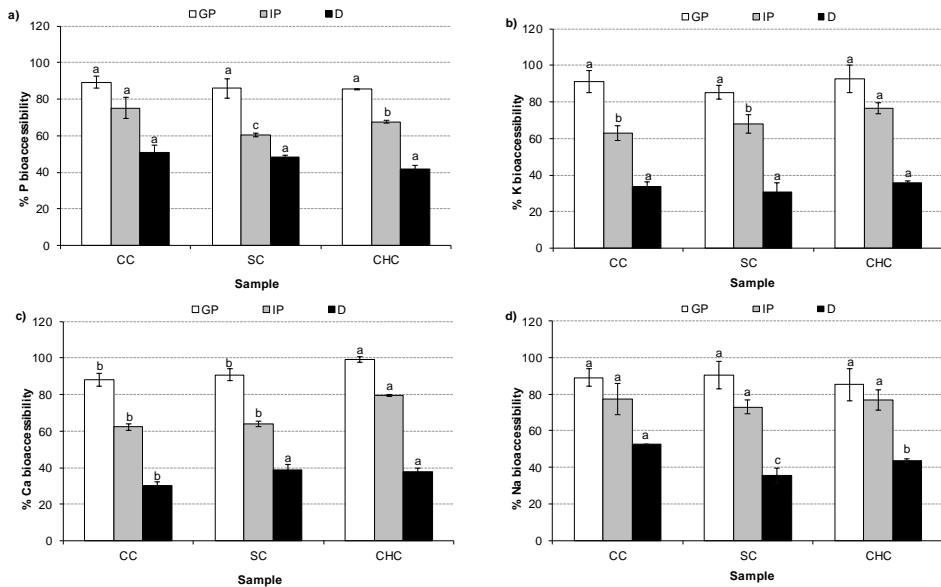 a) GP IP D
120
100
80
60
40
20
0
% P bioaccessibility
a a a
a c a
a b a
CC SC CHC
Sample
b) GP IP D
120
100
80
60
40
20
0
% K bioaccessibility
a b a
a b a
a a a
CC SC CHC
Sample
c) GP IP D
120
100
80
60
40
20
0
% Ca bioaccessibility
b b b
b b a
a a a
CC SC CHC
Sample
d) GP IP D
120
100
80
60
40
20
0
% Na bioaccessibility
a a a
a a c
a a b
CC SC CHC
Sample